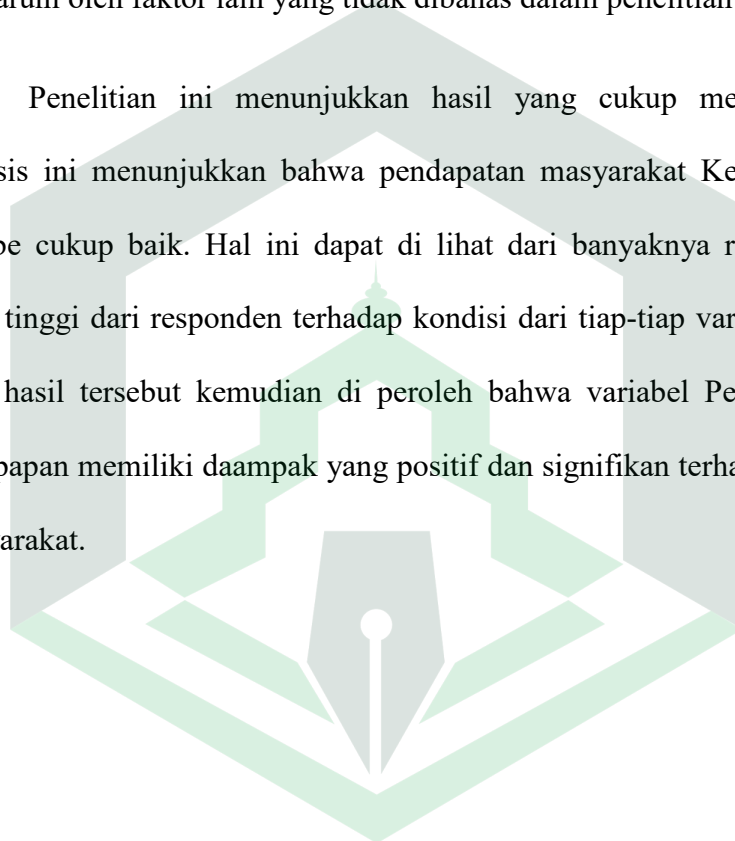 oleh faktor lain yang tidak dibahas dalam penelitian
Penelitian ini menunjukkan hasil yang cukup me
sis ini menunjukkan bahwa pendapatan masyarakat Ke
pe cukup baik. Hal ini dapat di lihat dari banyaknya r
tinggi dari responden terhadap kondisi dari tiap-tiap var
hasil tersebut kemudian di peroleh bahwa variabel Pe
papan memiliki daampak yang positif dan signifikan terha
arakat.